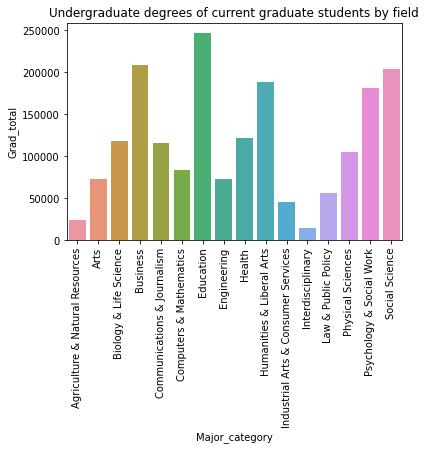 Undergraduate degrees of current graduate students by field
Grad_total
250000
200000
150000
100000
50000
0
Agriculture & Natural Resources
Arts
Biology & Life Science
Business
Communications & Journalism
Computers & Mathematics
Education
Engineering
Health
Humanities & Liberal Arts
Industrial Arts & Consumer Services
Interdisciplinary
Law & Public Policy
Physical Sciences
Psychology & Social Work
Social Science
Major_category